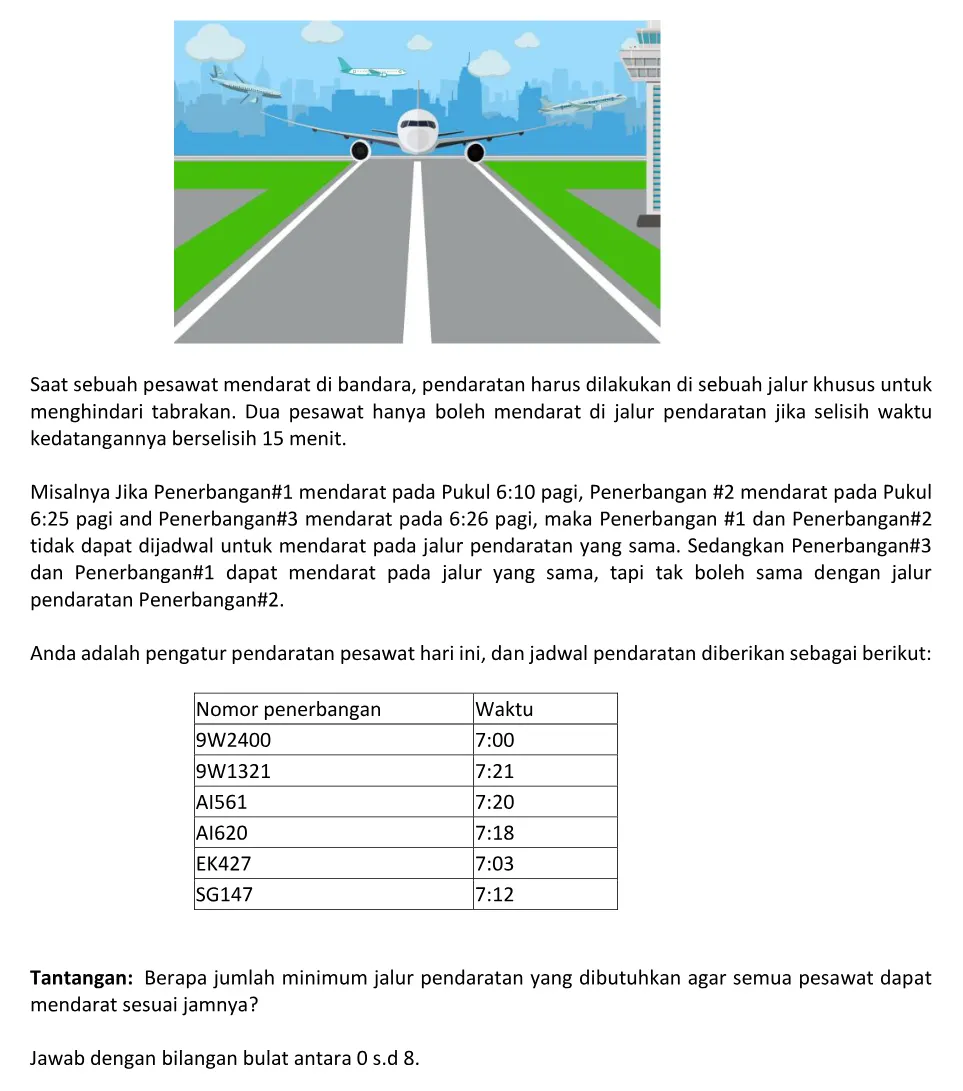 Saat sebuah pesawat mendarat di bandara, pendaratan harus dilakukan di sebuah jalur khusus untuk
menghindari tabrakan. Dua pesawat hanya boleh mendarat di jalur pendaratan jika selisih waktu
kedatangannya berselisih 15 menit.
Misalnya Jika Penerbangan#1 mendarat pada Pukul 6:10 pagi, Penerbangan #2 mendarat pada Pukul
6:25 pagi and Penerbangan#3 mendarat pada 6:26 pagi, maka Penerbangan #1 dan Penerbangan#2
tidak dapat dijadwal untuk mendarat pada jalur pendaratan yang sama. Sedangkan Penerbangan#3
dan Penerbangan#1 dapat mendarat pada jalur yang sama, tapi tak boleh sama dengan jalur
pendaratan Penerbangan#2.
Anda adalah pengatur pendaratan pesawat hari ini, dan jadwal pendaratan diberikan sebagai berikut:
Nomor penerbangan Waktu
9W2400 7:00
9W1321 7:21
AI561 7:20
AI620 7:18
EK427 7:03
SG147 7:12
Tantangan: Berapa jumlah minimum jalur pendaratan yang dibutuhkan agar semua pesawat dapat
mendarat sesuai jamnya?
Jawab dengan bilangan bulat antara 0 s.d 8.